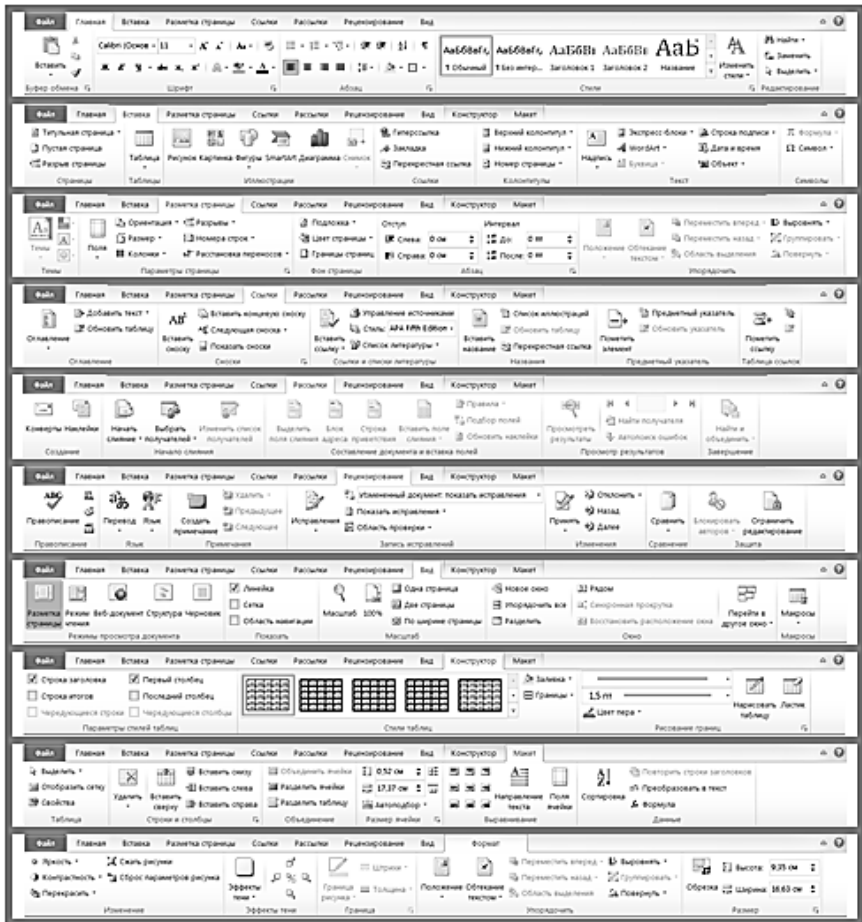 Файл Главная Вставка Разметка страницы Ссылки Рассылки Рецензирование Вид
Вставить Calibri (Основн 11 АаБбВвГг, АаБбВвГг, АаБбВв АаБбВв Ааb Изменить стили Найти
Заменить
1 Обычный 1 Без интер... Заголовок 1 Заголовок 2 Название Выделить
Буфер обмена Шрифт Абзац Стили Редактирование
Файл Главная Вставка Разметка страницы Ссылки Рассылки Рецензирование Вид Конструктор Макет
Титульная страница Гиперссылка Верхний колонтитул Экспресс-блоки Строка подписи Формула
Пустая страница Таблица Рисунок Картинка Фигуры SmartArt Диаграмма Снимок Закладка Нижний колонтитул Надпись WordArt Дата и время Символ
Разрыв страницы Перекрестная ссылка Номер страницы Буквица Объект
Страницы Таблицы Иллюстрации Ссылки Колонтитулы Текст Символы
Файл Главная Вставка Разметка страницы Ссылки Рассылки Рецензирование Вид Конструктор Макет
Ориентация Разрывы Подложка Отступ Интервал Переместить вперед Выровнять
Темы Поля Размер Номера строк Цвет страницы Слева: 0 см До: 0 пт Положение Обтекание текстом Переместить назад Группировать
Колонки Расстановка переносов Границы страниц Справа: 0 см После: 0 пт Область выделения Повернуть
Темы Параметры страницы Фон страницы Абзац Упорядочить
Файл Главная Вставка Разметка страницы Ссылки Рассылки Рецензирование Вид Конструктор Макет
Оглавление Добавить текст AB¹ Вставить концевую сноску Управление источниками Список иллюстраций Предметный указатель
Обновить таблицу Вставить сноску Следующая сноска Вставить ссылку Стиль: APA Fifth Edition Вставить название Обновить таблицу Пометить элемент Обновить указатель Пометить ссылку
Показать сноски Список литературы Перекрестная ссылка
Оглавление Сноски Ссылки и списки литературы Названия Предметный указатель Таблица ссылок
Файл Главная Вставка Разметка страницы Ссылки Рассылки Рецензирование Вид Конструктор Макет
Конверты Наклейки Начать слияние Выбрать получателей Изменить список получателей Выделить поля слияния Блок адреса Строка приветствия Вставить поле слияния Правила Просмотреть результаты
Подбор полей Найти получателя Найти и объединить
Обновить наклейки Автопоиск ошибок
Создание Начало слияния Составление документа и вставка полей Просмотр результатов Завершение
Файл Главная Вставка Разметка страницы Ссылки Рассылки Рецензирование Вид Конструктор Макет
ABC Удалить Измененный документ: показать исправления Отклонить
Правописание Перевод Язык Создать примечание Предыдущее Исправления Показать исправления Принять Назад Сравнить Блокировать авторов Ограничить редактирование
Следующее Область проверки Далее
Правописание Язык Примечания Запись исправлений Изменения Сравнение Защита
Файл Главная Вставка Разметка страницы Ссылки Рассылки Рецензирование Вид Конструктор Макет
Линейка Одна страница Новое окно Рядом
Разметка страницы Режим чтения Веб-документ Структура Черновик Сетка Масштаб 100% Две страницы Упорядочить все Синхронная прокрутка Перейти в другое окно Макросы
Область навигации По ширине страницы Разделить Восстановить расположение окна
Режимы просмотра документа Показать Масштаб Окно Макросы
Файл Главная Вставка Разметка страницы Ссылки Рассылки Рецензирование Вид Конструктор Макет
Строка заголовка Первый столбец Заливка
Строка итогов Последний столбец Границы 1,5 пт Нарисовать таблицу Ластик
Чередующиеся строки Чередующиеся столбцы Цвет пера
Параметры стилей таблиц Стили таблиц Рисование границ
Файл Главная Вставка Разметка страницы Ссылки Рассылки Рецензирование Вид Конструктор Макет
Выделить Вставить снизу Объединить ячейки 0,52 см Повторить строки заголовков
Отобразить сетку Удалить Вставить сверху Вставить слева Разделить ячейки 17,37 см Направление текста Поля ячейки Сортировка Преобразовать в текст
Свойства Вставить справа Разделить таблицу Автоподбор Формула
Таблица Строки и столбцы Объединение Размер ячейки Выравнивание Данные
Файл Главная Вставка Разметка страницы Ссылки Рассылки Рецензирование Вид Формат
Яркость Сжать рисунки Штрихи Переместить вперед Выровнять Высота: 9,35 см
Контрастность Сброс параметров рисунка Эффекты тени Граница рисунка Толщина Положение Обтекание текстом Переместить назад Группировать Обрезка Ширина: 16,63 см
Перекрасить Область выделения Повернуть
Изменение Эффекты тени Граница Упорядочить Размер